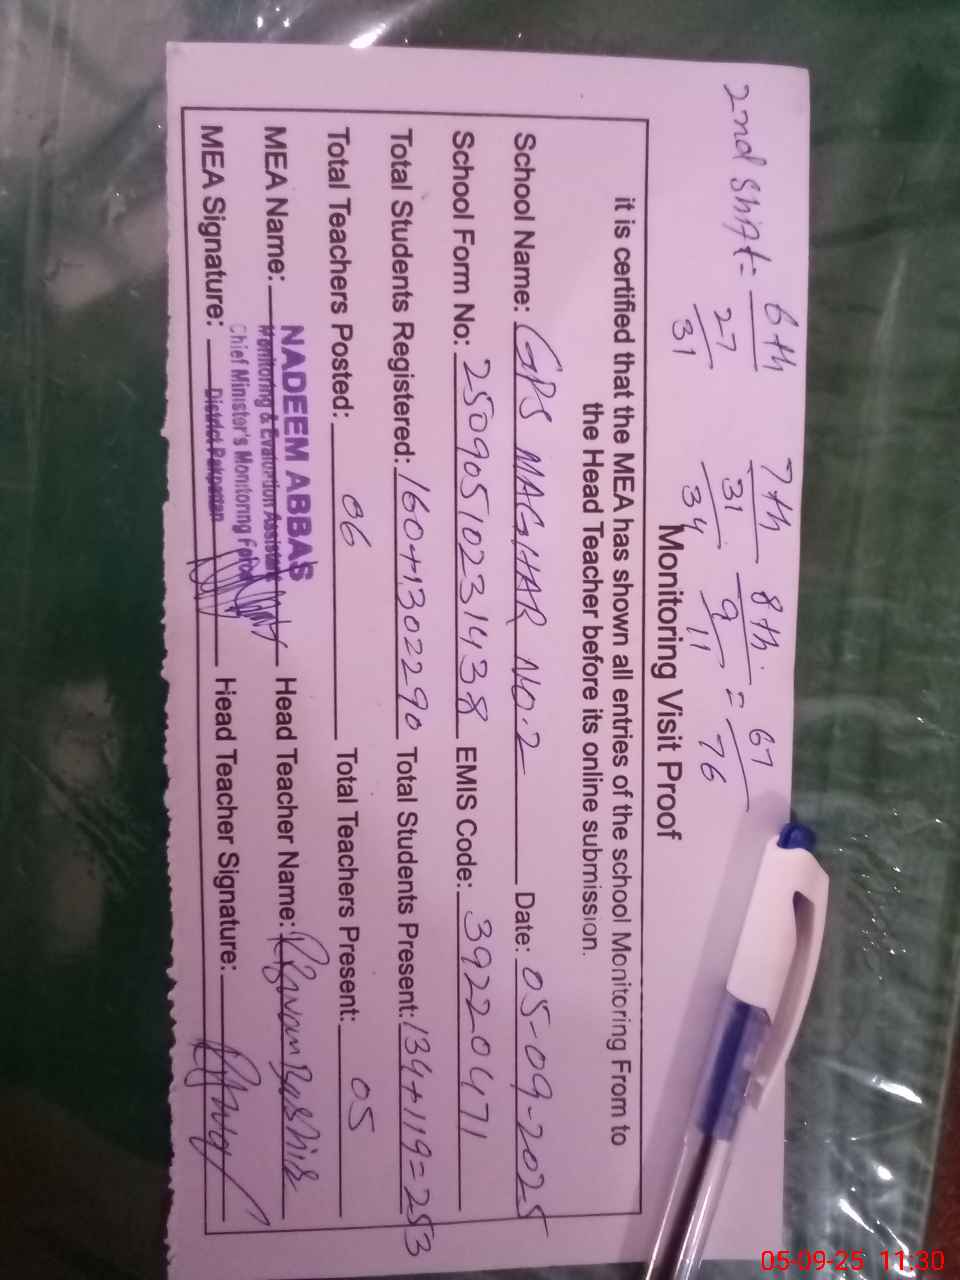 2nd Shift = 6th 7th 8th. = 67
27 31 9 76
31 34 11
Monitoring Visit Proof
it is certified that the MEA has shown all entries of the school Monitoring From to
the Head Teacher before its online submission.
School Name: GPS MAGHAR NO.2 Date: 05-09-2025
School Form No: 25090510231438 EMIS Code: 39220471
Total Students Registered: 160+130=290 Total Students Present: 134+119=253
Total Teachers Posted: 06 Total Teachers Present: 05
MEA Name: NADEEM ABBAS Head Teacher Name: Bashir
Monitoring & Evaluation Assistant
Chief Minister's Monitoring Force
MEA Signature: District Pakpattan Head Teacher Signature:
05-09-25 11:30